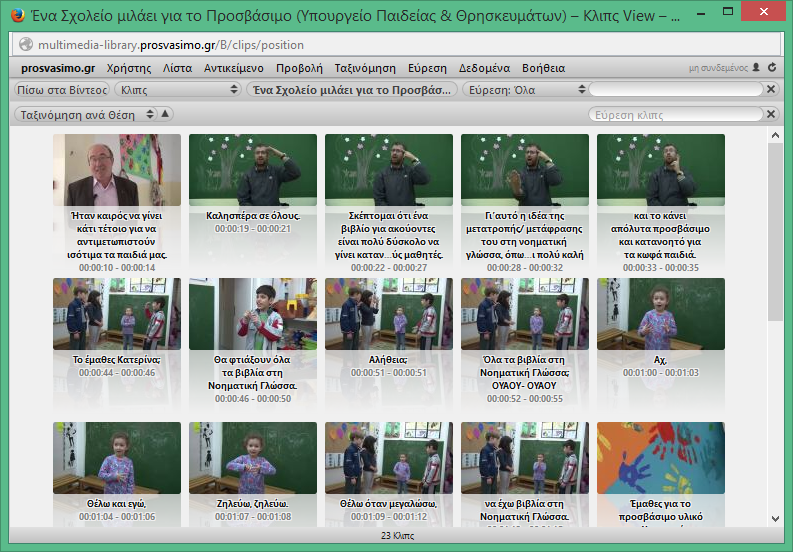 Ένα Σχολείο μιλάει για το Προσβάσιμο (Υπουργείο Παιδείας & Θρησκευμάτων) – Κλιπς View – ...
multimedia-library.prosvasimo.gr/B/clips/position
prosvasimo.gr Χρήστης Λίστα Αντικείμενο Προβολή Ταξινόμηση Εύρεση Δεδομένα Βοήθεια μη συνδεμένος
Πίσω στα Βίντεος Κλιπς Ένα Σχολείο μιλάει για το Προσβάσ... Εύρεση: Όλα
Ταξινόμηση ανά Θέση Εύρεση κλιπς
Ήταν καιρός να γίνει
κάτι τέτοιο για να
αντιμετωπιστούν
ισότιμα τα παιδιά μας.
00:00:10 - 00:00:14
Καλησπέρα σε όλους.
00:00:19 - 00:00:21
Σκέπτομαι ότι ένα
βιβλίο για ακούοντες
είναι πολύ δύσκολο να
γίνει καταν...ύς μαθητές.
00:00:22 - 00:00:27
Γι΄αυτό η ιδέα της
μετατροπής/ μετάφρασης
του στη νοηματική
γλώσσα, όπω...ι πολύ καλή
00:00:28 - 00:00:32
και το κάνει
απόλυτα προσβάσιμο
και κατανοητό για
τα κωφά παιδιά.
00:00:33 - 00:00:35
Το έμαθες Κατερίνα;
00:00:44 - 00:00:46
Θα φτιάξουν όλα
τα βιβλία στη
Νοηματική Γλώσσα.
00:00:46 - 00:00:50
Αλήθεια;
00:00:51 - 00:00:51
Όλα τα βιβλία στη
Νοηματική Γλώσσα;
ΟΥΑΟΥ- ΟΥΑΟΥ
00:00:52 - 00:00:55
Αχ,
00:01:00 - 00:01:03
Θέλω και εγώ,
00:01:04 - 00:01:06
Ζηλεύω, ζηλεύω.
00:01:07 - 00:01:08
Θέλω όταν μεγαλώσω,
00:01:09 - 00:01:12
να έχω βιβλία στη
Νοηματική Γλώσσα.
Έμαθες για το
προσβάσιμο υλικό
23 Κλιπς